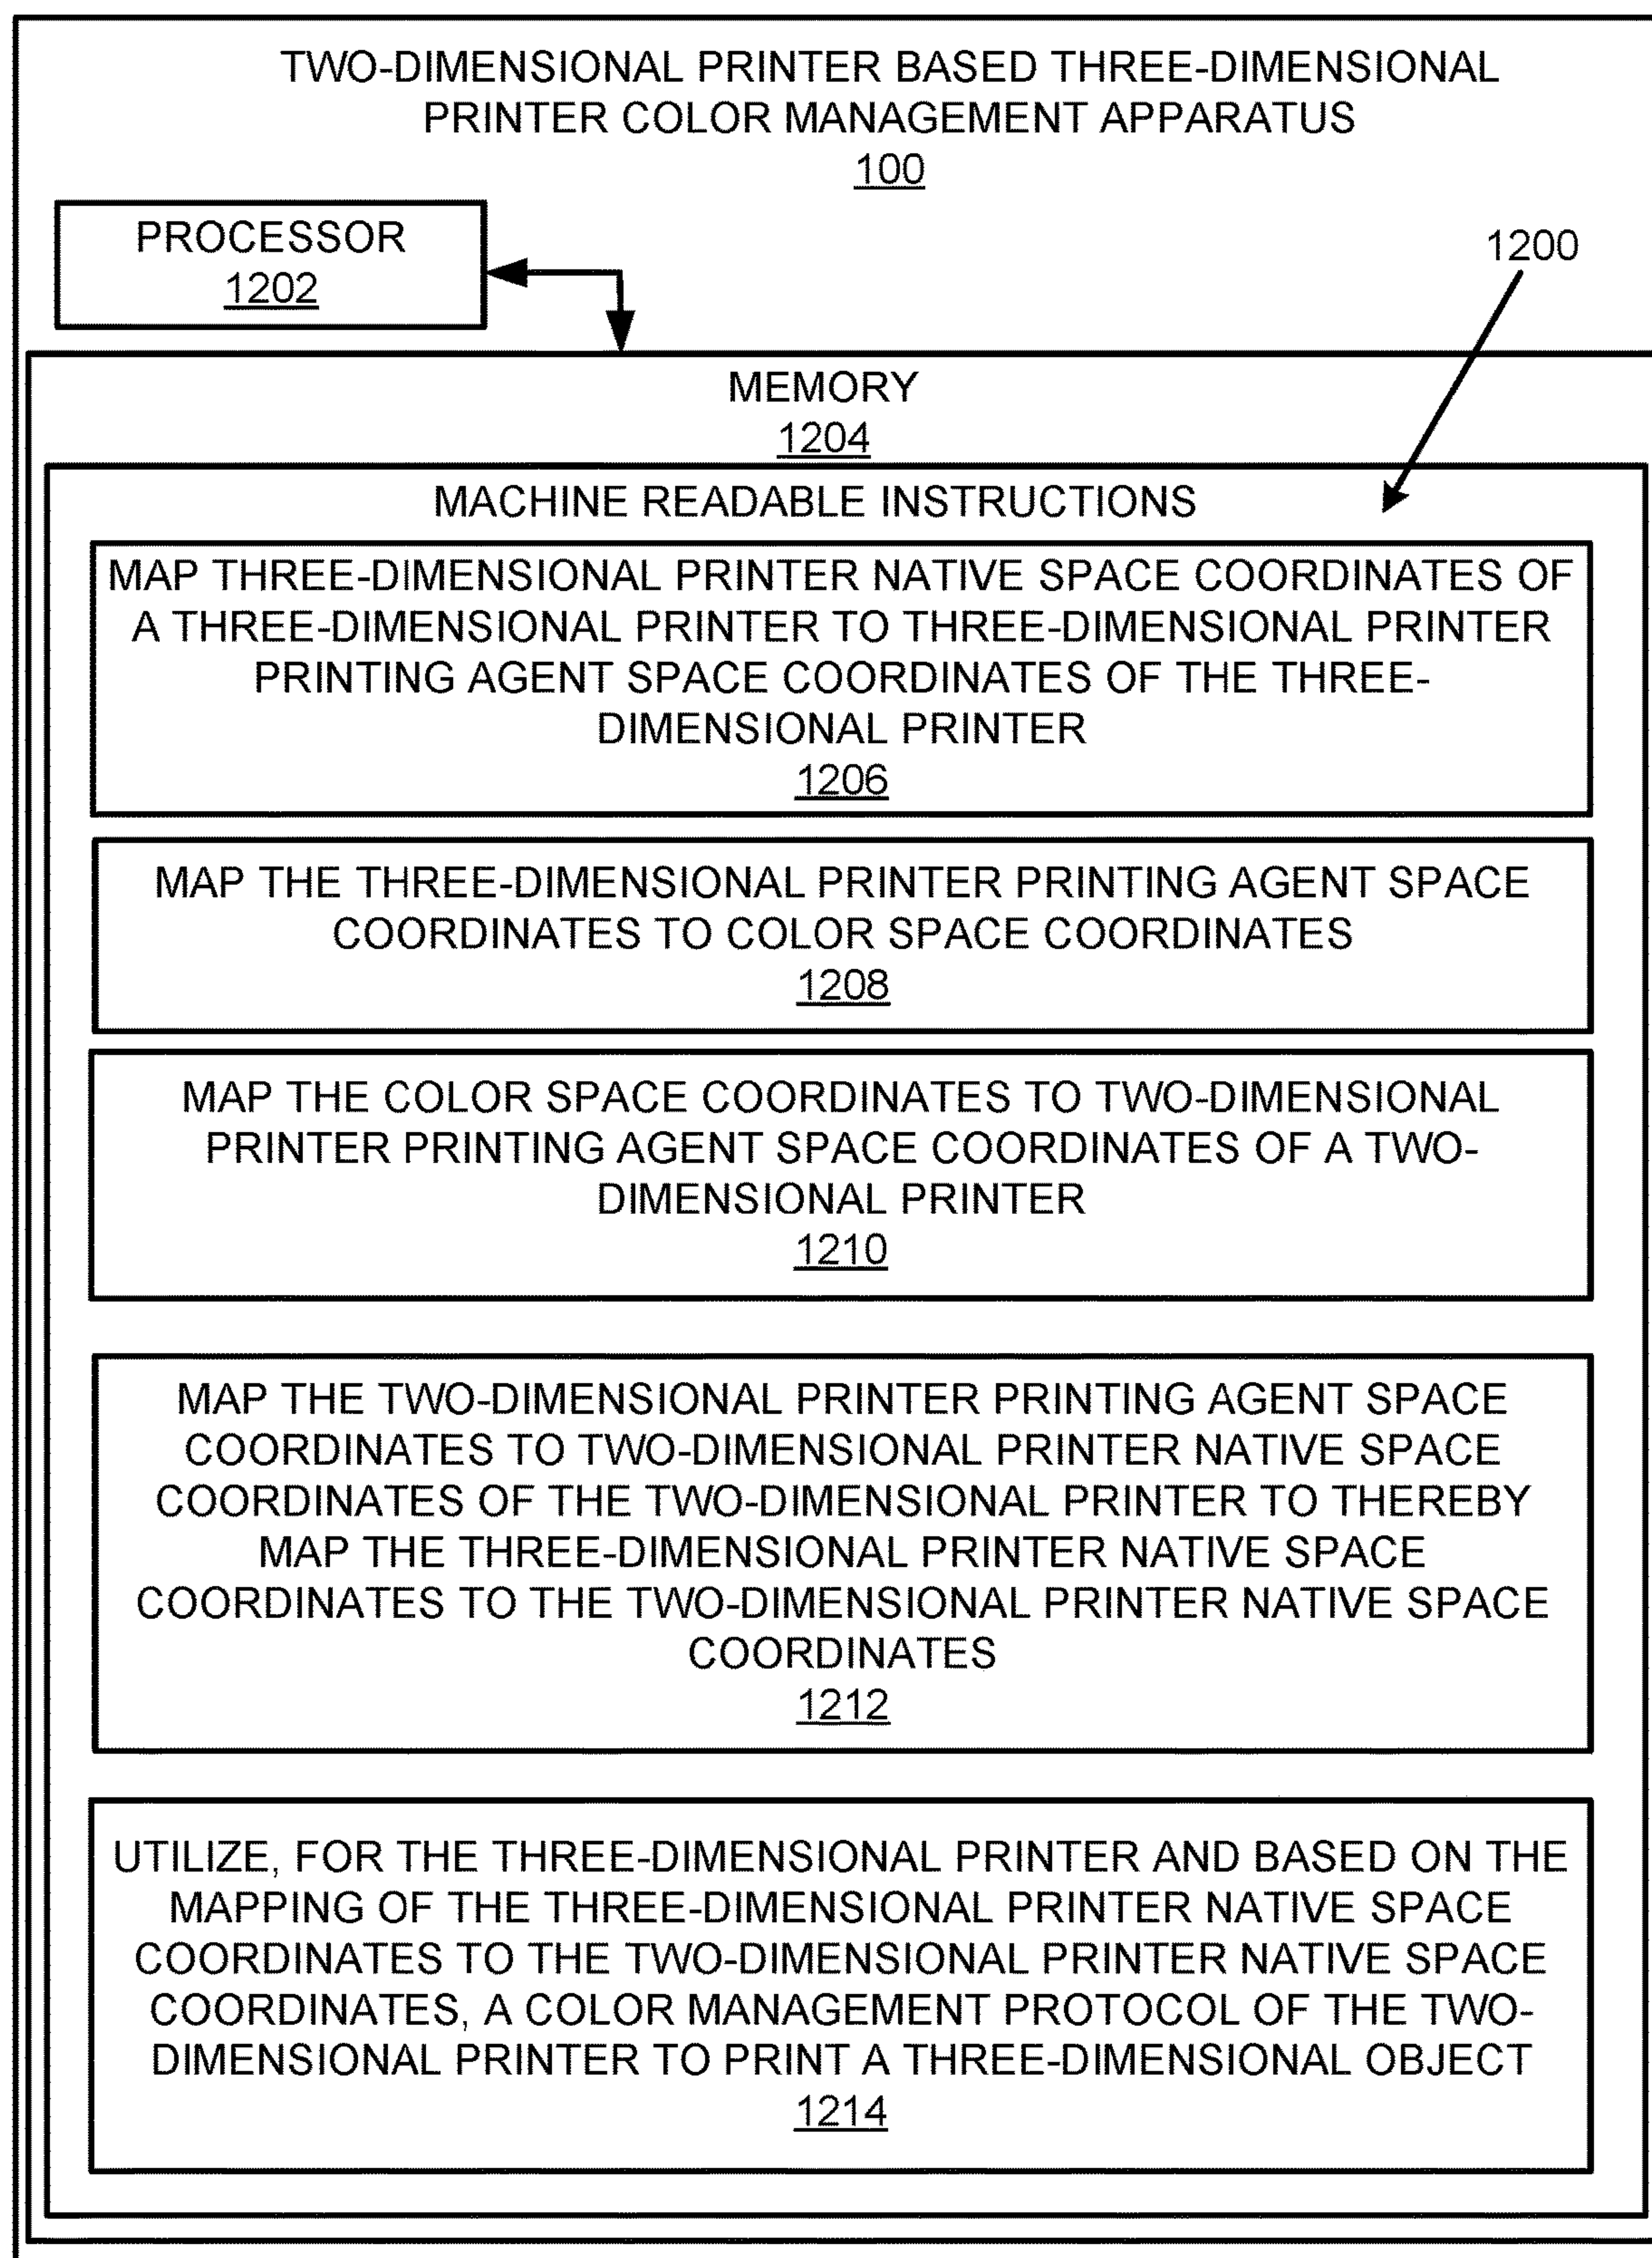 TWO-DIMENSIONAL PRINTER BASED THREE-DIMENSIONAL
PRINTER COLOR MANAGEMENT APPARATUS
100
PROCESSOR
1202
1200
MEMORY
1204
MACHINE READABLE INSTRUCTIONS
MAP THREE-DIMENSIONAL PRINTER NATIVE SPACE COORDINATES OF
A THREE-DIMENSIONAL PRINTER TO THREE-DIMENSIONAL PRINTER
PRINTING AGENT SPACE COORDINATES OF THE THREE-
DIMENSIONAL PRINTER
1206
MAP THE THREE-DIMENSIONAL PRINTER PRINTING AGENT SPACE
COORDINATES TO COLOR SPACE COORDINATES
1208
MAP THE COLOR SPACE COORDINATES TO TWO-DIMENSIONAL
PRINTER PRINTING AGENT SPACE COORDINATES OF A TWO-
DIMENSIONAL PRINTER
1210
MAP THE TWO-DIMENSIONAL PRINTER PRINTING AGENT SPACE
COORDINATES TO TWO-DIMENSIONAL PRINTER NATIVE SPACE
COORDINATES OF THE TWO-DIMENSIONAL PRINTER TO THEREBY
MAP THE THREE-DIMENSIONAL PRINTER NATIVE SPACE
COORDINATES TO THE TWO-DIMENSIONAL PRINTER NATIVE SPACE
COORDINATES
1212
UTILIZE, FOR THE THREE-DIMENSIONAL PRINTER AND BASED ON THE
MAPPING OF THE THREE-DIMENSIONAL PRINTER NATIVE SPACE
COORDINATES TO THE TWO-DIMENSIONAL PRINTER NATIVE SPACE
COORDINATES, A COLOR MANAGEMENT PROTOCOL OF THE TWO-
DIMENSIONAL PRINTER TO PRINT A THREE-DIMENSIONAL OBJECT
1214